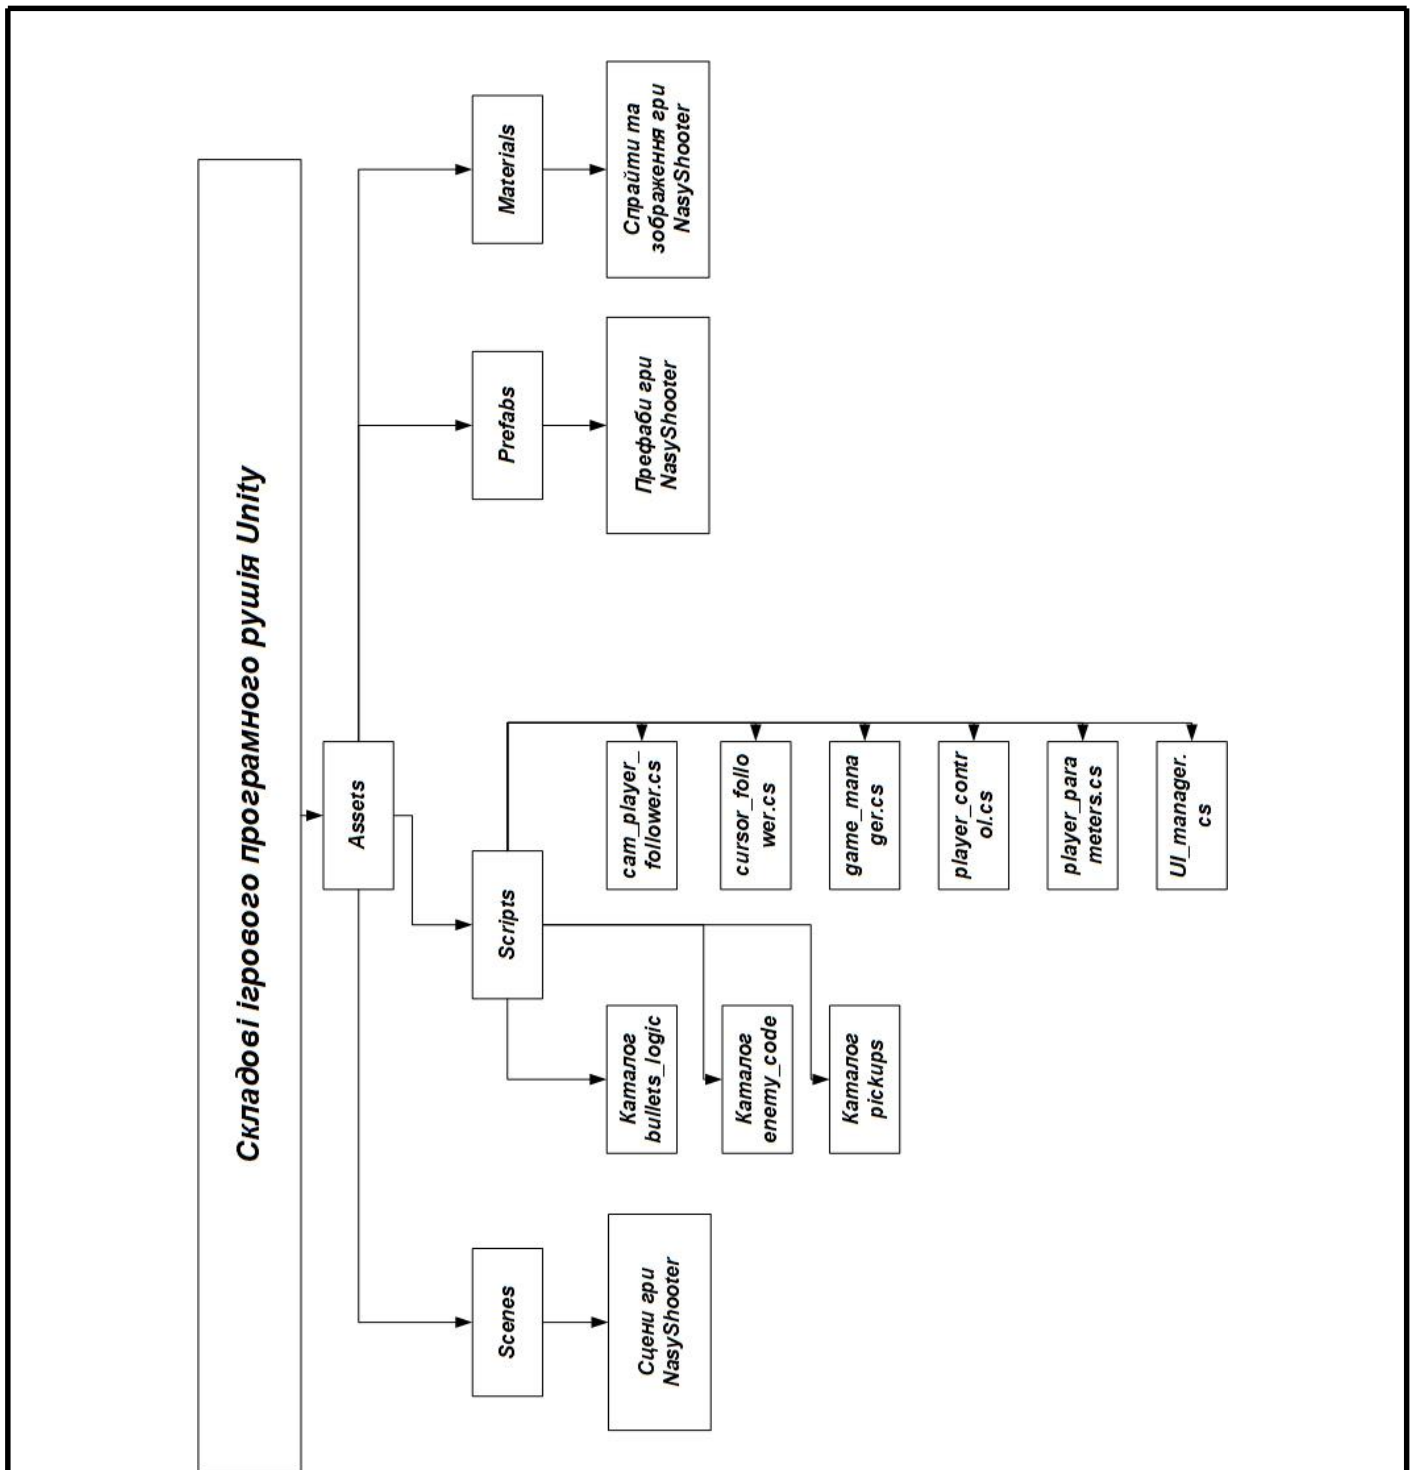 Складові ігрового програмного рушія Unity
Assets
Scenes
Scripts
Prefabs
Materials
Сцени гри
NasyShooter
Каталог
bullets_logic
Каталог
enemy_code
Каталог
pickups
cam_player_
follower.cs
cursor_follo
wer.cs
game_mana
ger.cs
player_contr
ol.cs
player_para
meters.cs
UI_manager.
cs
Префаби гри
NasyShooter
Спрайти та
зображення гри
NasyShooter